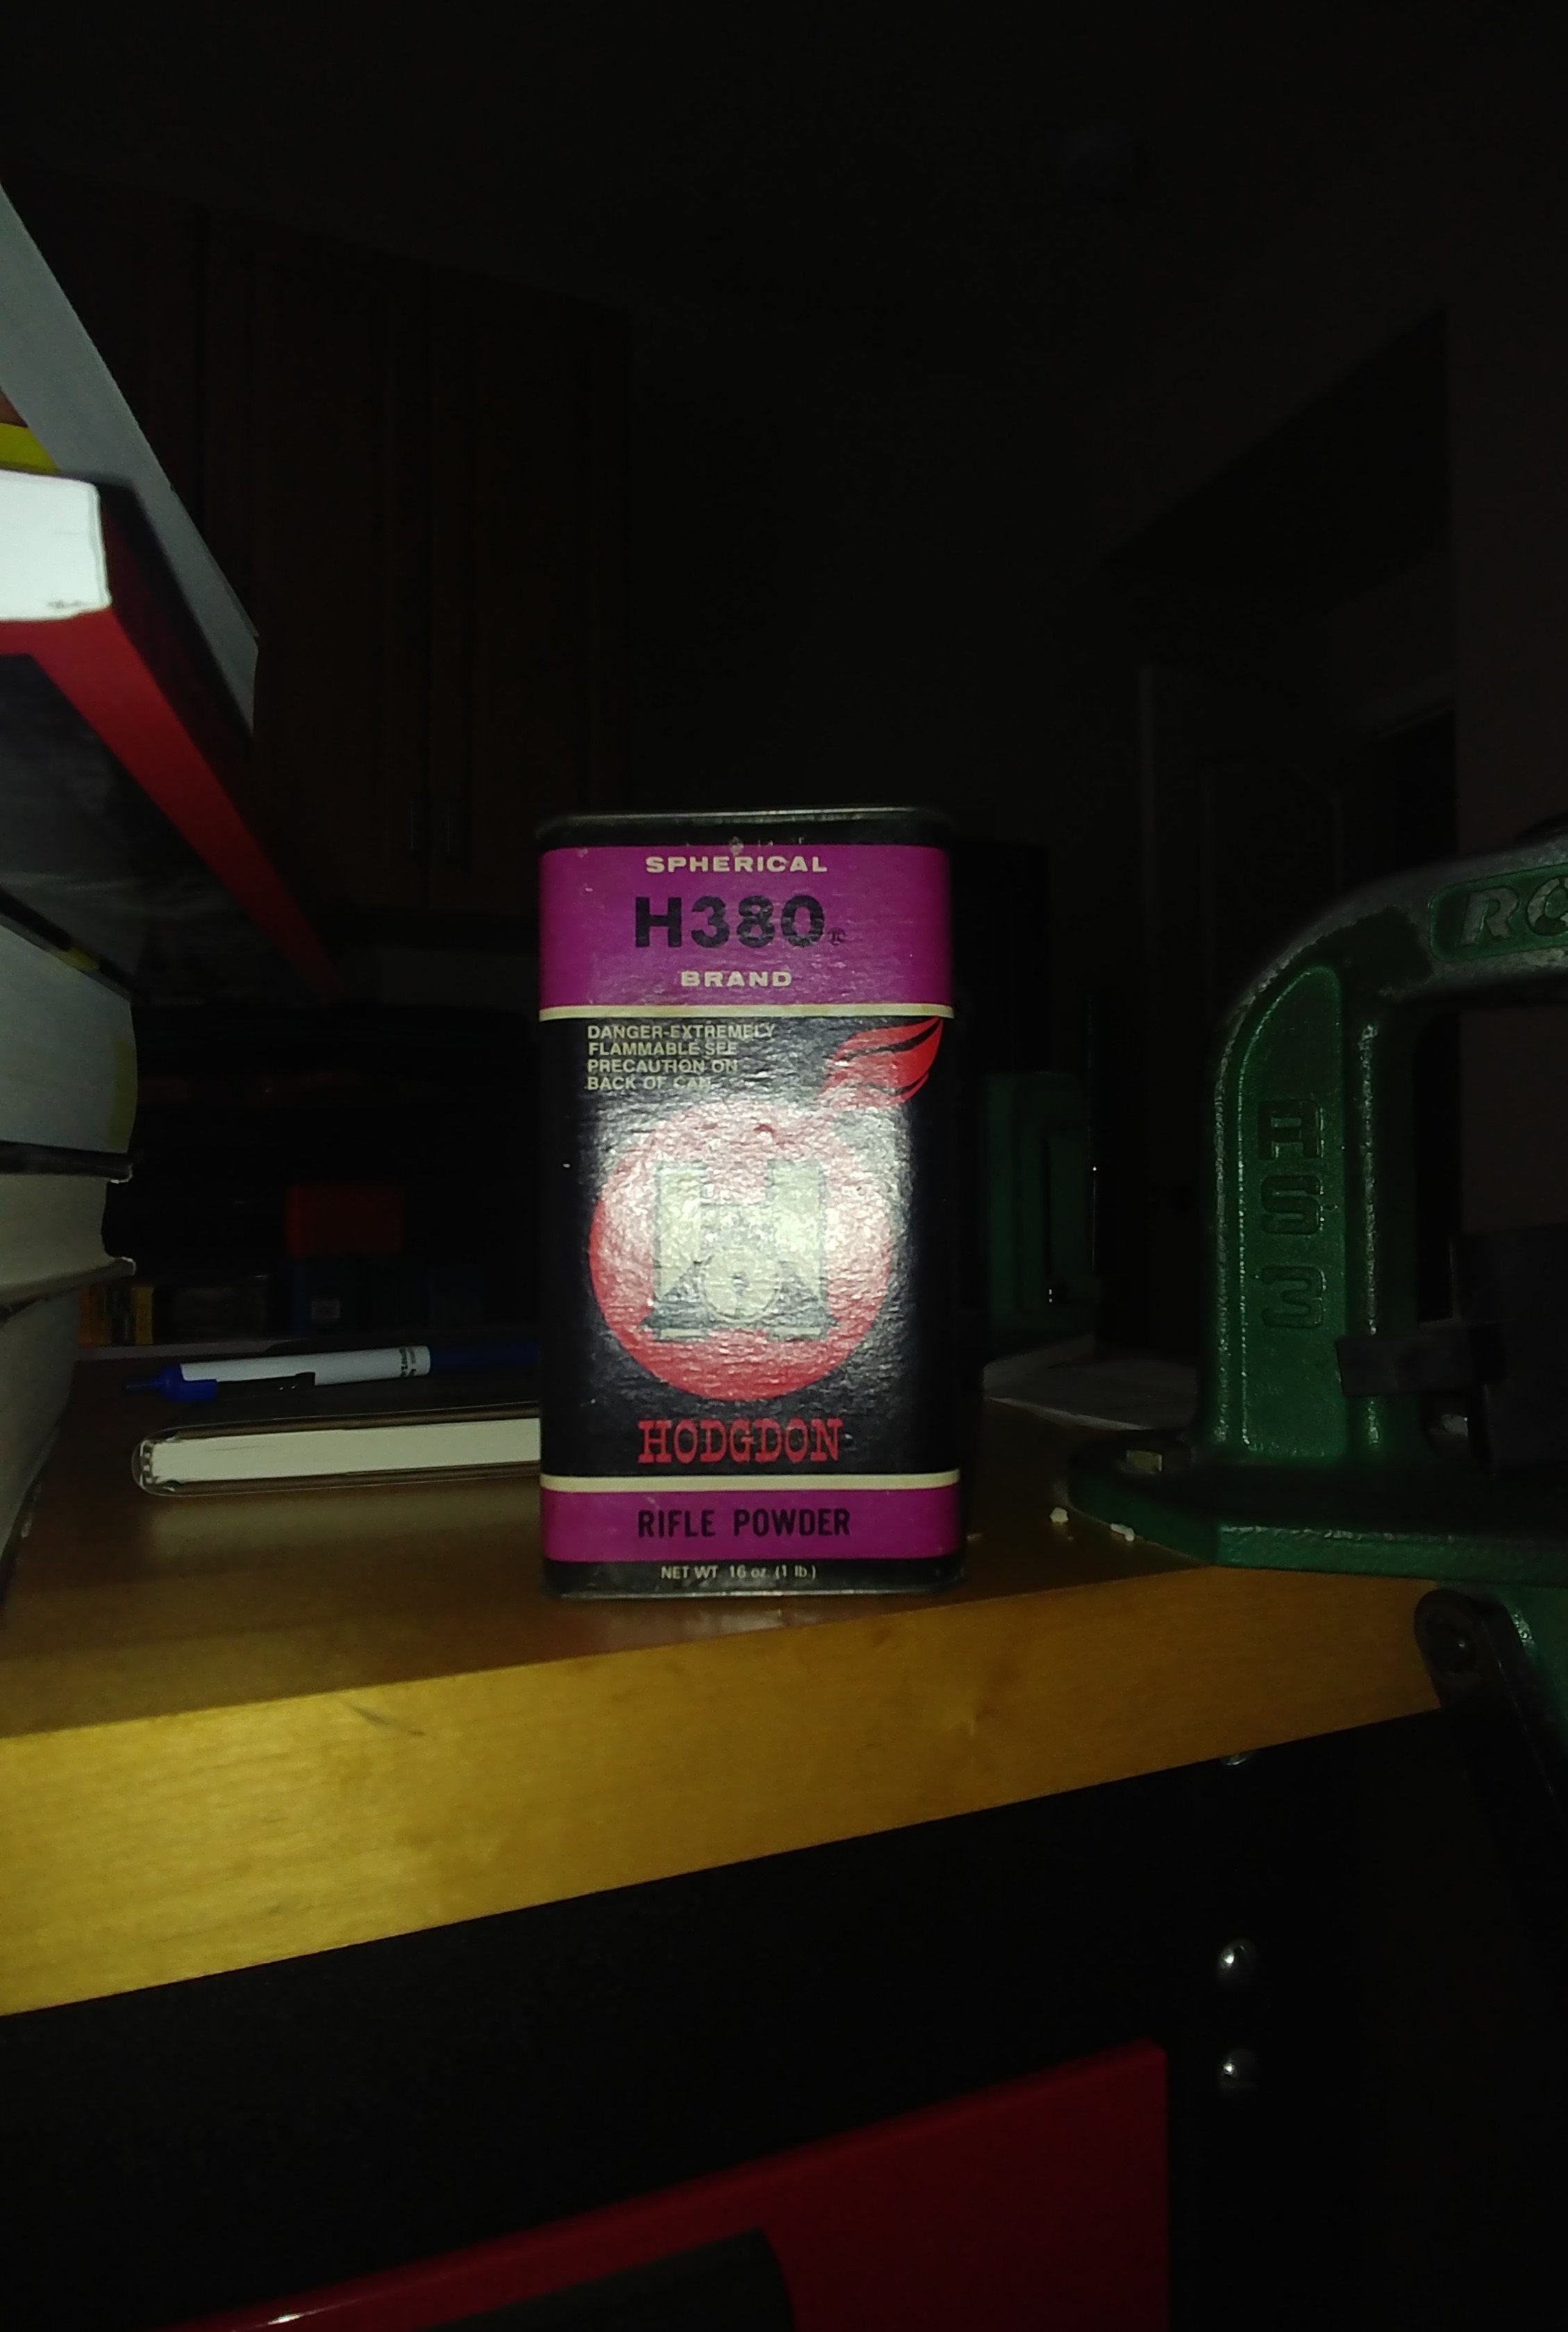 SPHERICAL
H380
BRAND
DANGER-EXTREMELY
FLAMMABLE SEE
PRECAUTION ON
BACK OF CAN
H
HODGDON
RIFLE POWDER
NET WT. 16 oz. (1 lb.)
RC